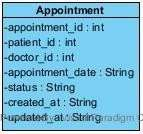 Appointment
-appointment_id : int
-patient_id : int
-doctor_id : int
-appointment_date : String
-status : String
-created_at : String
-updated_at : String